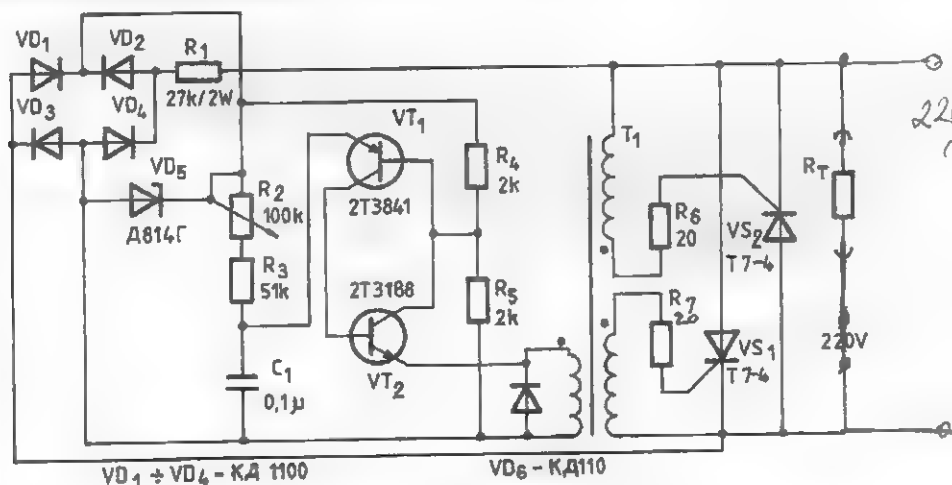 VD1
VD2
R1
27k/2W
VD3
VD4
VD5
Д814Г
R2
100k
R3
51k
C1
0,1μ
VT1
2T3841
2T3188
VT2
R4
2k
R5
2k
T1
R6
20
R7
20
VS2
T7-4
VS1
T7-4
RT
220V
VD1 ÷ VD4 - КД 1100
VD6 - КД110